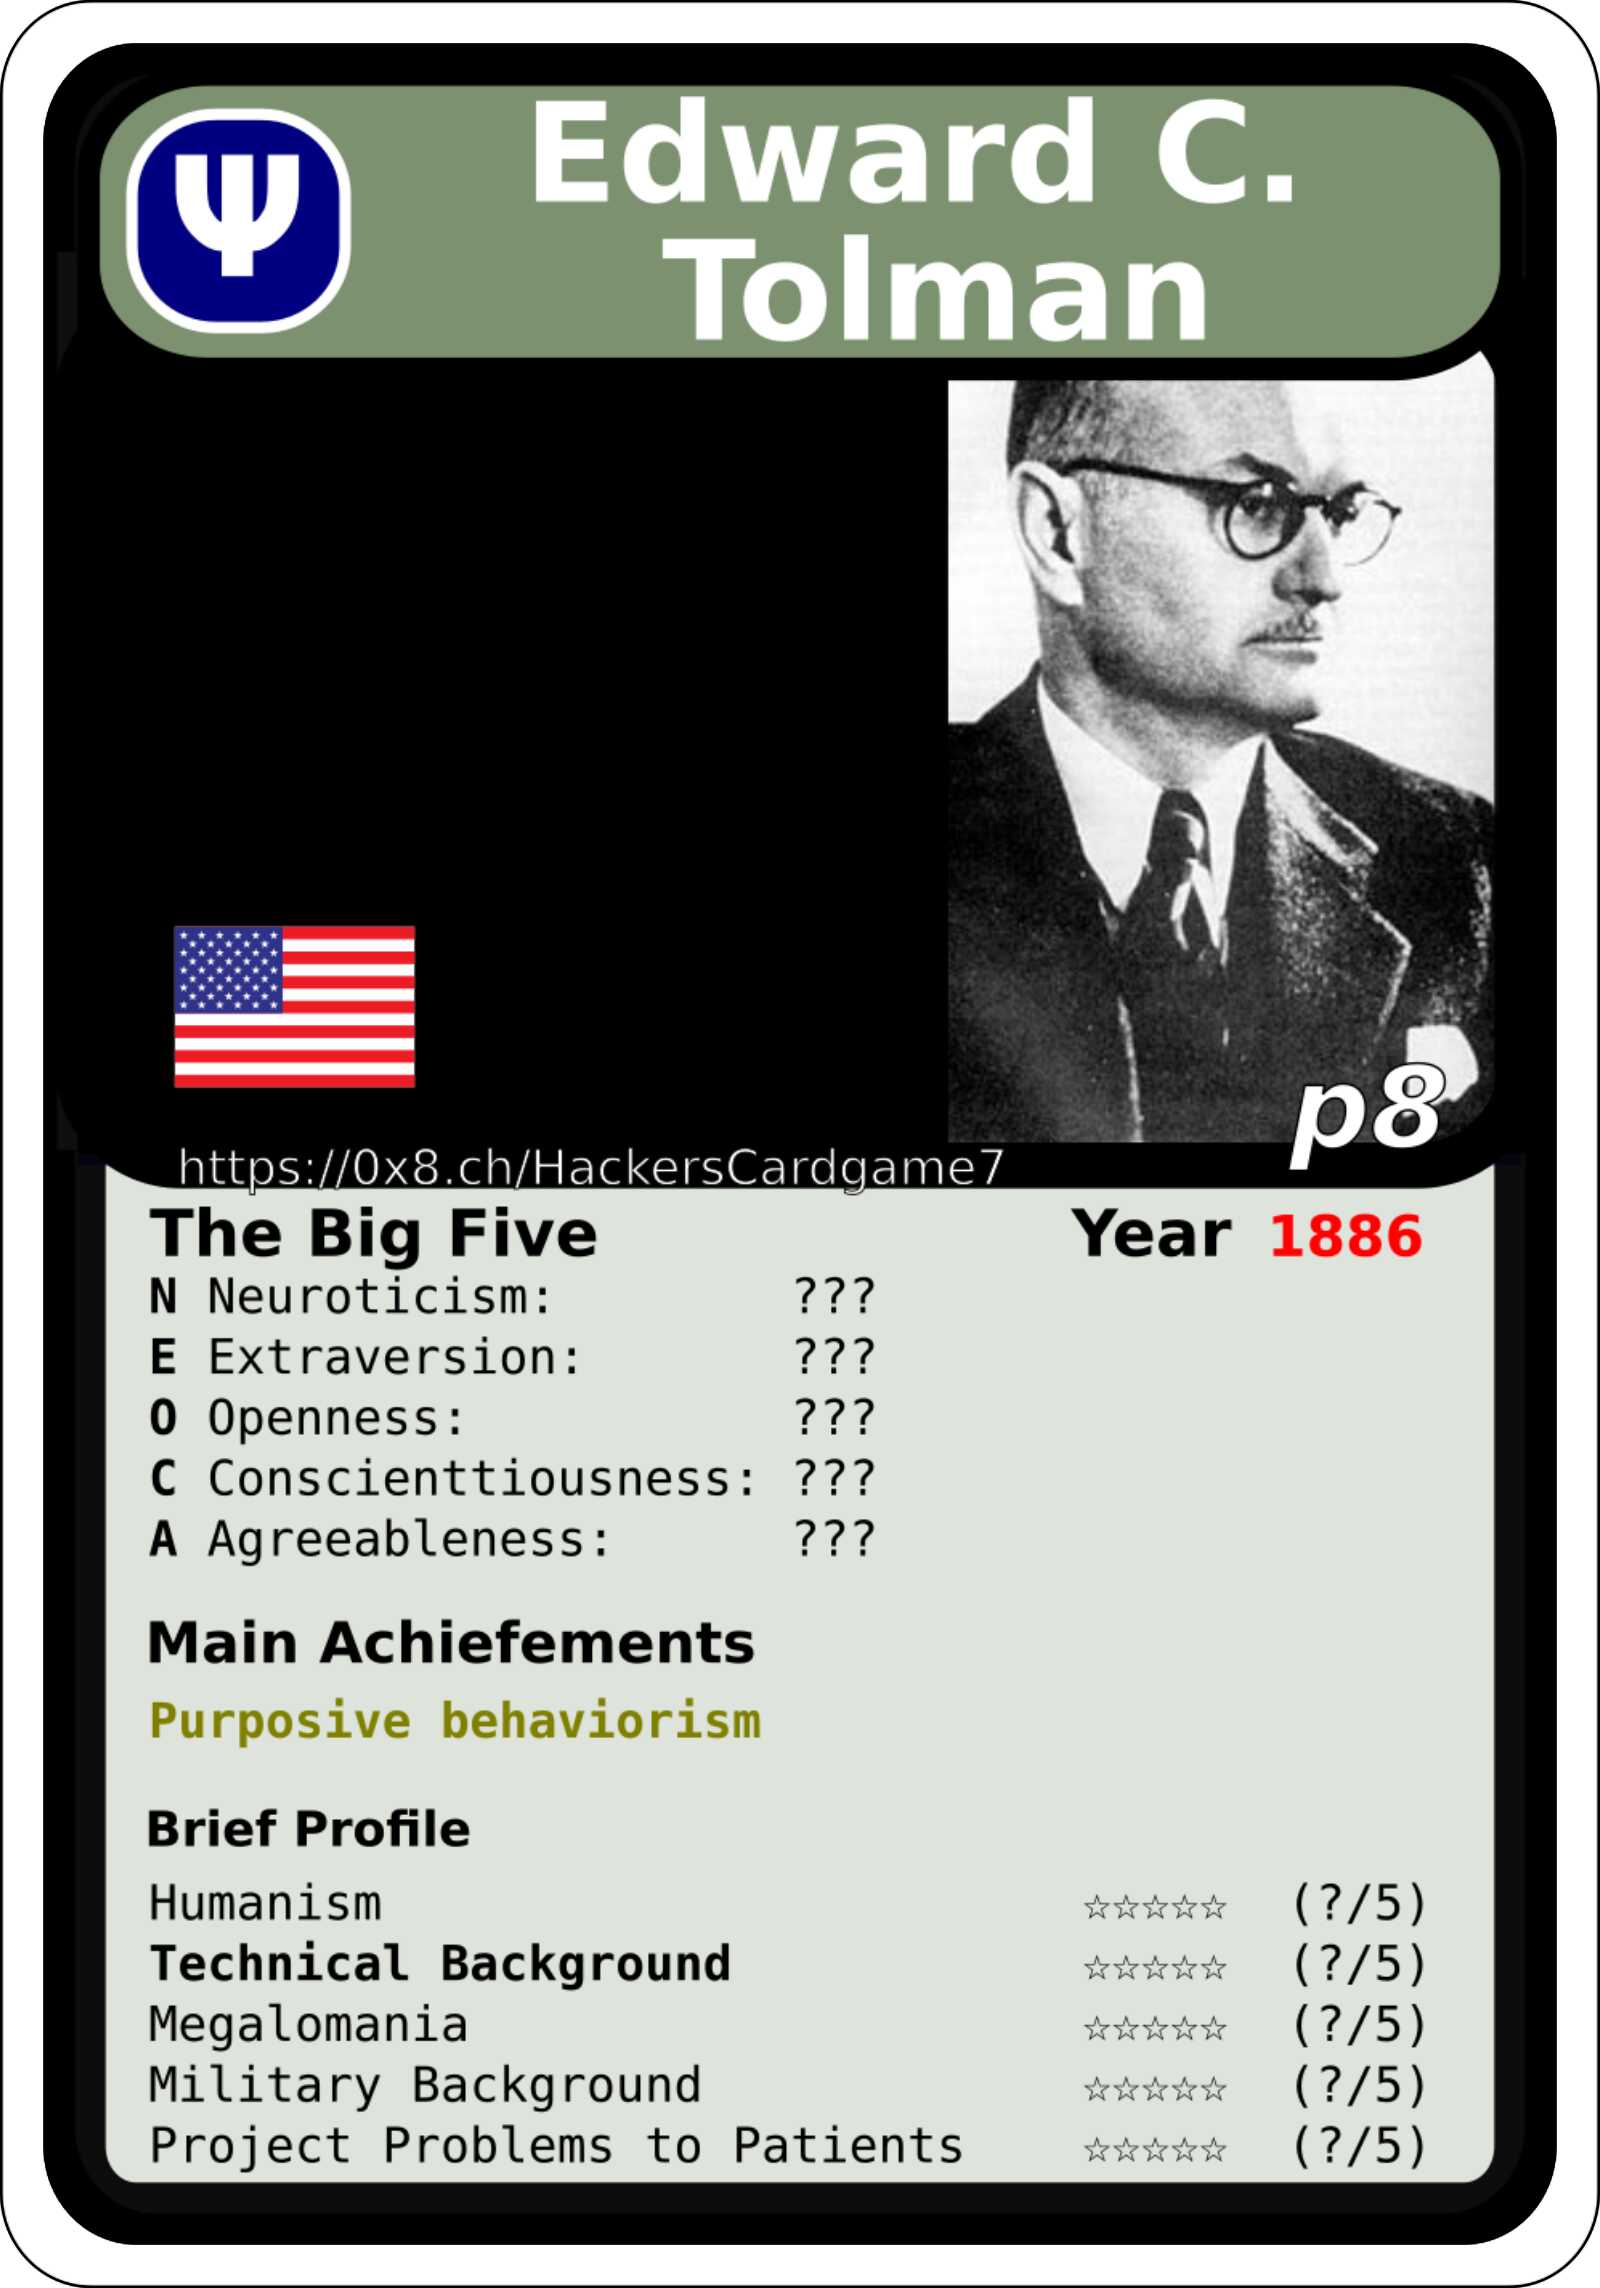 Ψ
Edward C.
Tolman
p8
https://0x8.ch/HackersCardgame7
The Big Five Year 1886
N Neuroticism: ???
E Extraversion: ???
O Openness: ???
C Conscienttiousness: ???
A Agreeableness: ???
Main Achiefements
Purposive behaviorism
Brief Profile
Humanism ☆☆☆☆☆ (?/5)
Technical Background ☆☆☆☆☆ (?/5)
Megalomania ☆☆☆☆☆ (?/5)
Military Background ☆☆☆☆☆ (?/5)
Project Problems to Patients ☆☆☆☆☆ (?/5)